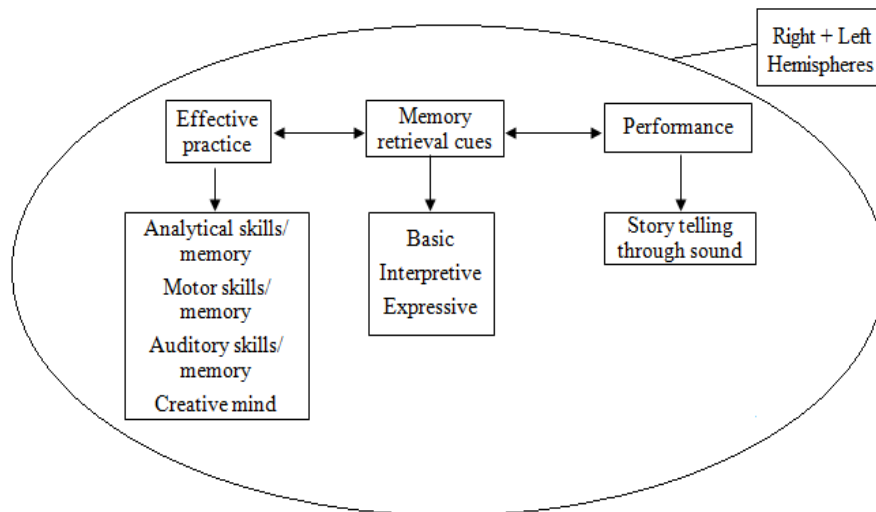 Right + Left
Hemispheres
Effective
practice
Memory
retrieval cues
Performance
Analytical skills/
memory
Motor skills/
memory
Auditory skills/
memory
Creative mind
Basic
Interpretive
Expressive
Story telling
through sound